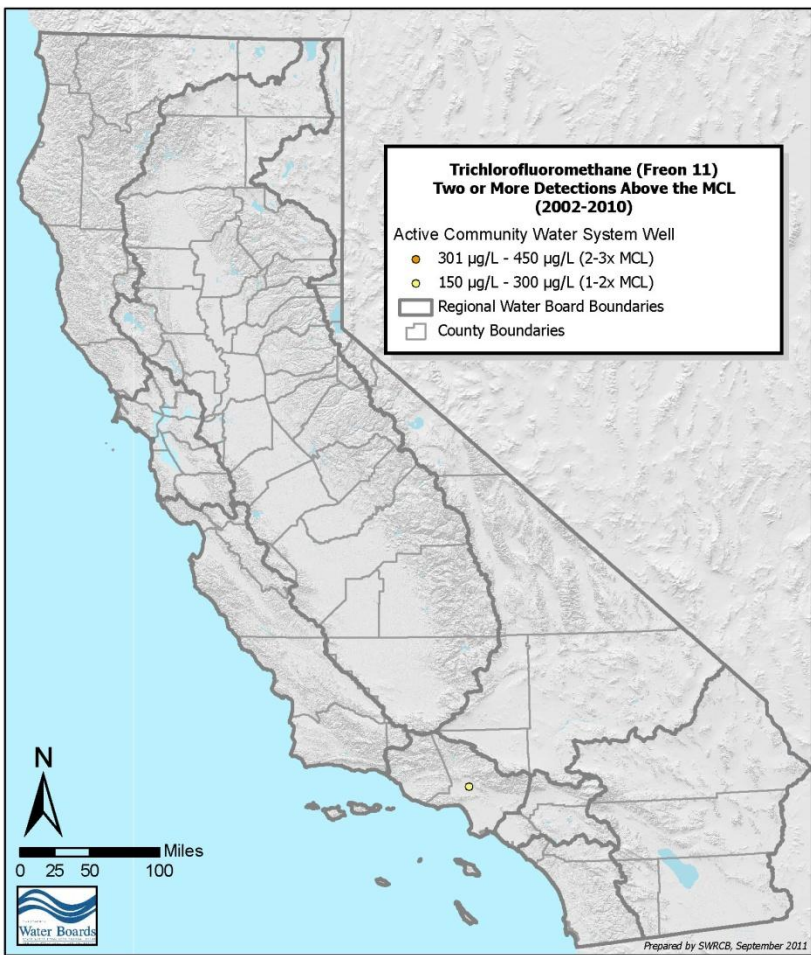 Trichlorofluoromethane (Freon 11)
Two or More Detections Above the MCL
(2002-2010)
Active Community Water System Well
301 µg/L - 450 µg/L (2-3x MCL)
150 µg/L - 300 µg/L (1-2x MCL)
Regional Water Board Boundaries
County Boundaries
N
Miles
0 25 50 100
Water Boards
Prepared by SWRCB, September 2011